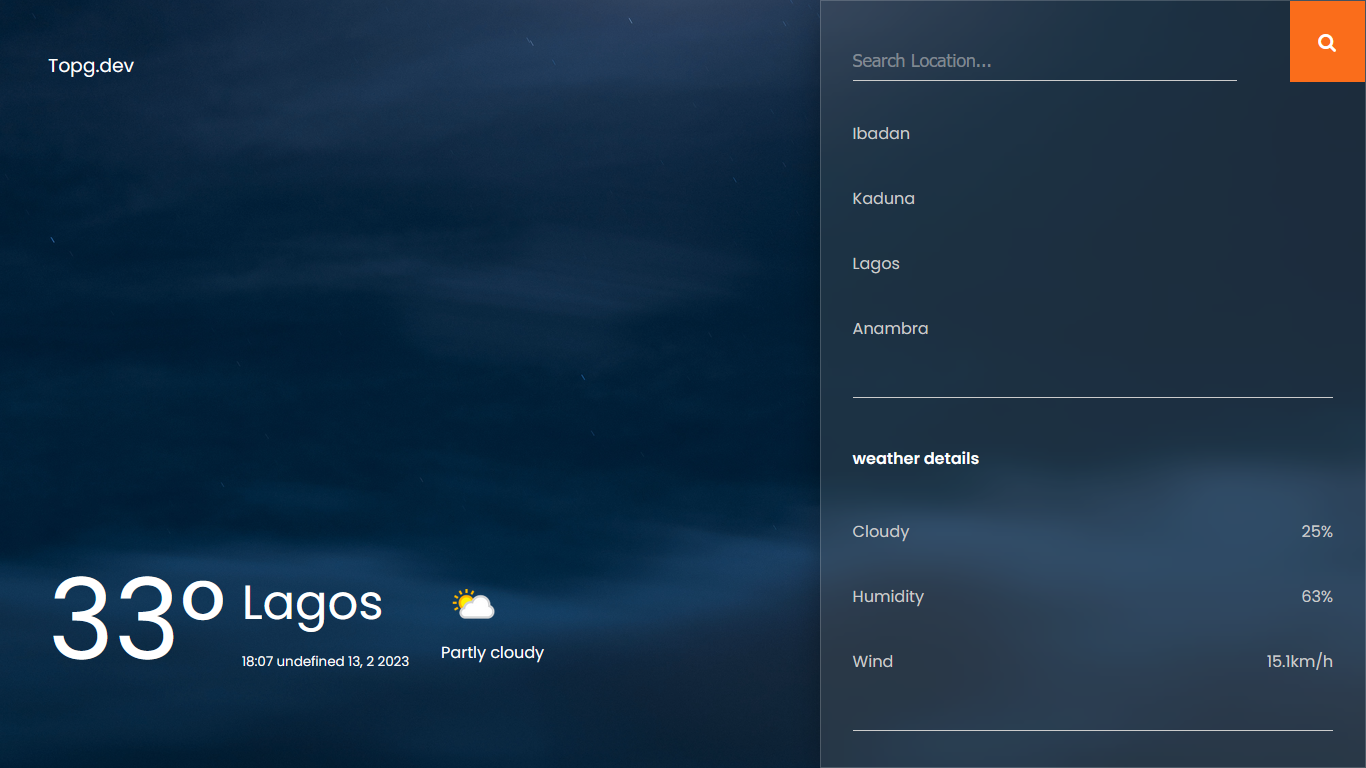 Topg.dev
33°
Lagos
18:07 undefined 13, 2 2023
Partly cloudy
Search Location...
Ibadan
Kaduna
Lagos
Anambra
weather details
Cloudy 25%
Humidity 63%
Wind 15.1km/h